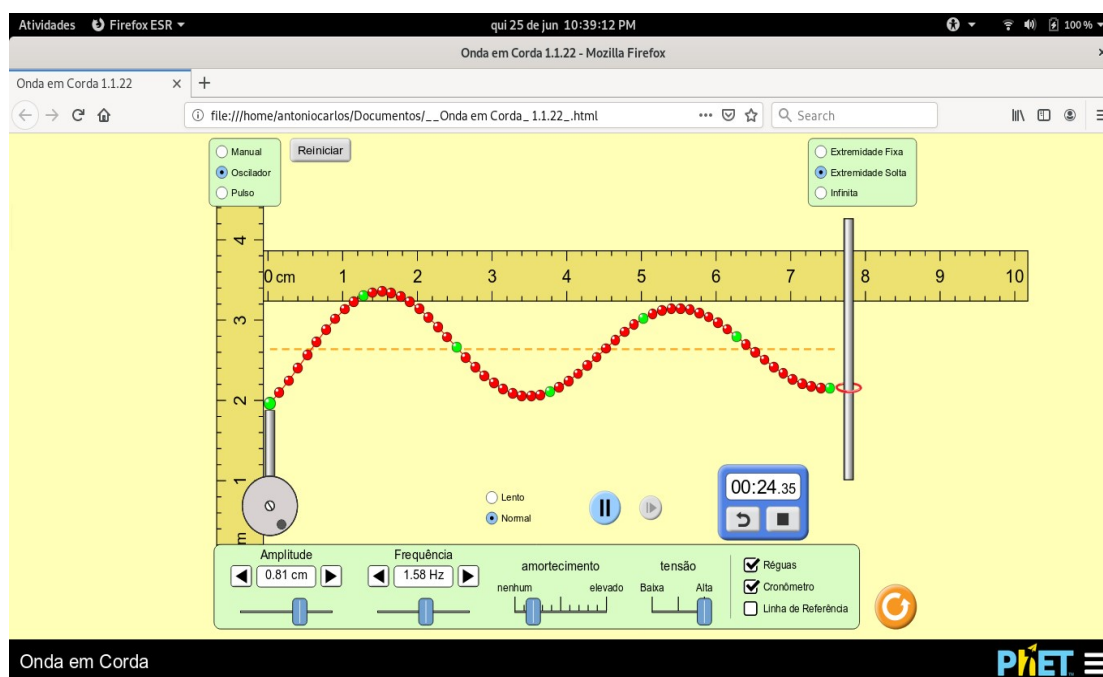 Atividades Firefox ESR qui 25 de jun 10:39:12 PM 100 %
Onda em Corda 1.1.22 - Mozilla Firefox
Onda em Corda 1.1.22
file:///home/antoniocarlos/Documentos/__Onda em Corda_ 1.1.22_.html Search
Manual
Oscilador
Pulso
Reiniciar
Extremidade Fixa
Extremidade Solta
Infinita
4
3
2
1
0 cm 1 2 3 4 5 6 7 8 9 10
Lento
Normal
00:24.35
Amplitude
0.81 cm
Frequência
1.58 Hz
amortecimento
nenhum elevado
tensão
Baixa Alta
Réguas
Cronômetro
Linha de Referência
Onda em Corda
PhET